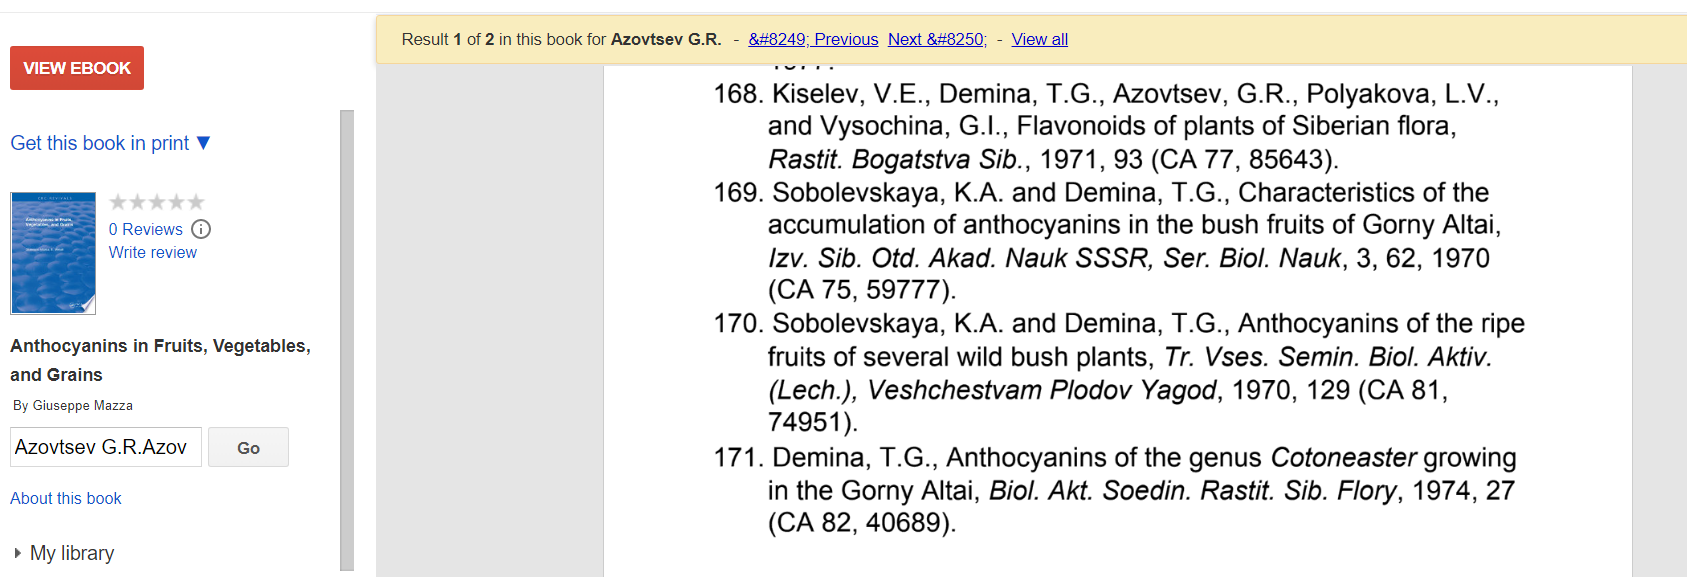 Result 1 of 2 in this book for Azovtsev G.R. - &#8249; Previous Next &#8250; - View all
VIEW EBOOK
Get this book in print ▼
0 Reviews
Write review
Anthocyanins in Fruits, Vegetables,
and Grains
By Giuseppe Mazza
Azovtsev G.R.Azov
Go
About this book
My library
168. Kiselev, V.E., Demina, T.G., Azovtsev, G.R., Polyakova, L.V.,
and Vysochina, G.I., Flavonoids of plants of Siberian flora,
Rastit. Bogatstva Sib., 1971, 93 (CA 77, 85643).
169. Sobolevskaya, K.A. and Demina, T.G., Characteristics of the
accumulation of anthocyanins in the bush fruits of Gorny Altai,
Izv. Sib. Otd. Akad. Nauk SSSR, Ser. Biol. Nauk, 3, 62, 1970
(CA 75, 59777).
170. Sobolevskaya, K.A. and Demina, T.G., Anthocyanins of the ripe
fruits of several wild bush plants, Tr. Vses. Semin. Biol. Aktiv.
(Lech.), Veshchestvam Plodov Yagod, 1970, 129 (CA 81,
74951).
171. Demina, T.G., Anthocyanins of the genus Cotoneaster growing
in the Gorny Altai, Biol. Akt. Soedin. Rastit. Sib. Flory, 1974, 27
(CA 82, 40689).